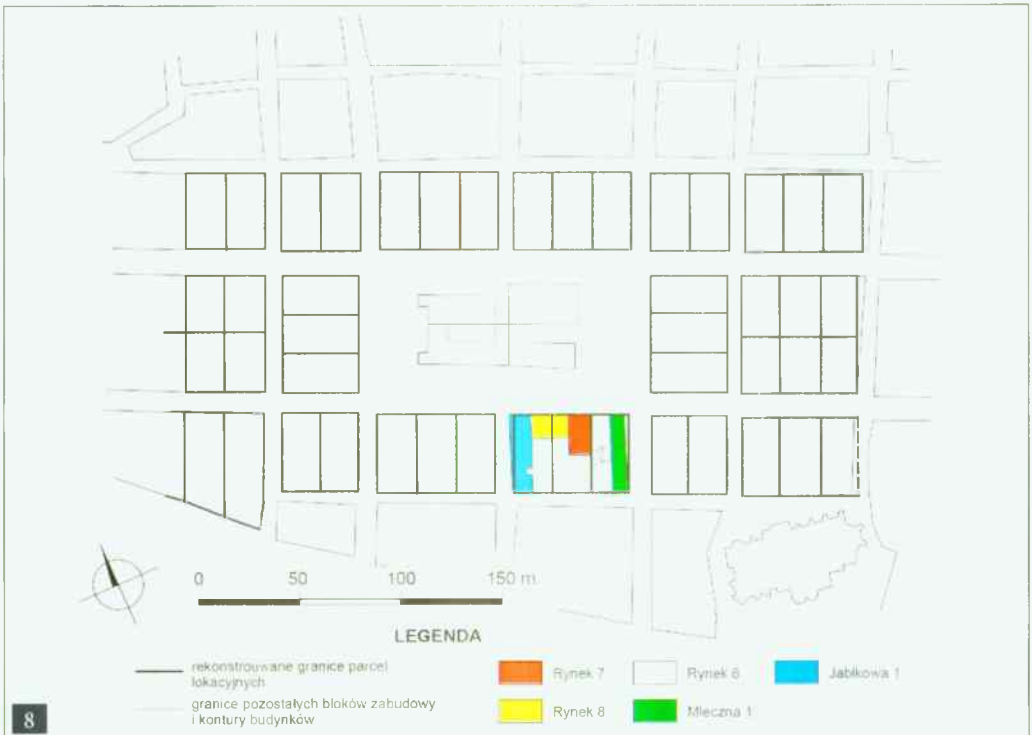 0 50 100 150 m
LEGENDA
rekonstruowane granice parcel
lokacyjnych
granice pozostałych bloków zabudowy
i kontury budynków
Rynek 7
Rynek 6
Jabłkowa 1
Rynek 8
Mleczna 1
8